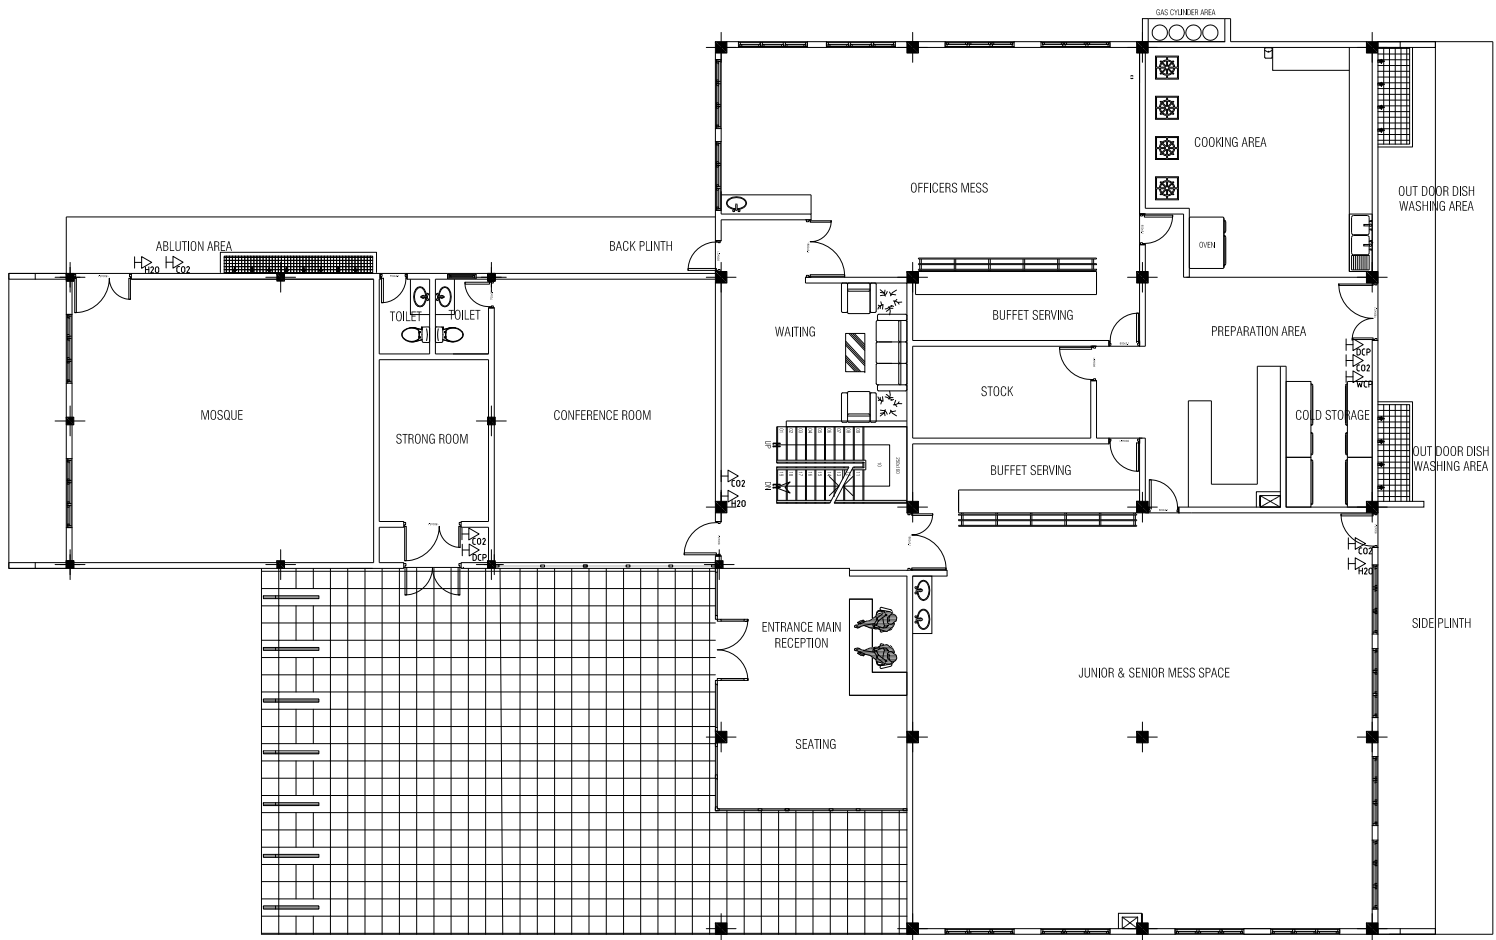 GAS CYLINDER AREA
COOKING AREA
OFFICERS MESS
OUT DOOR DISH
WASHING AREA
ABLUTION AREA
BACK PLINTH
OVEN
H2O
CO2
TOILET
TOILET
BUFFET SERVING
WAITING
PREPARATION AREA
DCP
CO2
WCP
STOCK
MOSQUE
CONFERENCE ROOM
COLD STORAGE
STRONG ROOM
UP
OUT DOOR DISH
WASHING AREA
BUFFET SERVING
DN
CO2
H2O
CO2
DCP
CO2
H2O
ENTRANCE MAIN
RECEPTION
SIDE PLINTH
JUNIOR & SENIOR MESS SPACE
SEATING